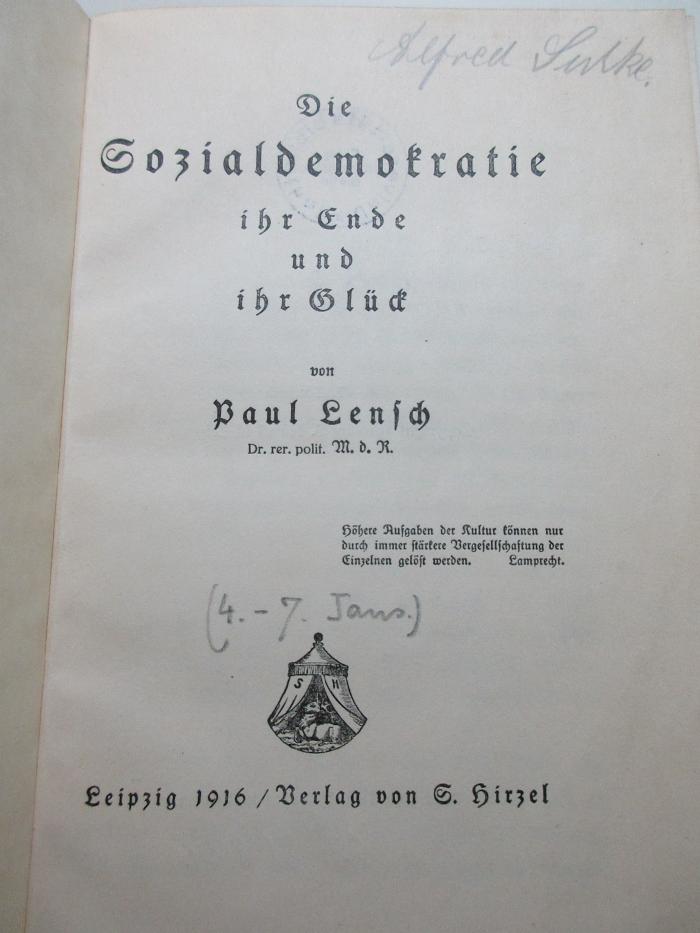 Alfred
Die
Sozialdemokratie
ihr Ende
und
ihr Glück
von
Paul Lensch
Dr. rer. polit. M. d. R.
Höhere Aufgaben der Kultur können nur
durch immer stärkere Vergesellschaftung der
Einzelnen gelöst werden. Lamprecht.
(4. - 7. Taus.)
S H
Leipzig 1916 / Verlag von S. Hirzel